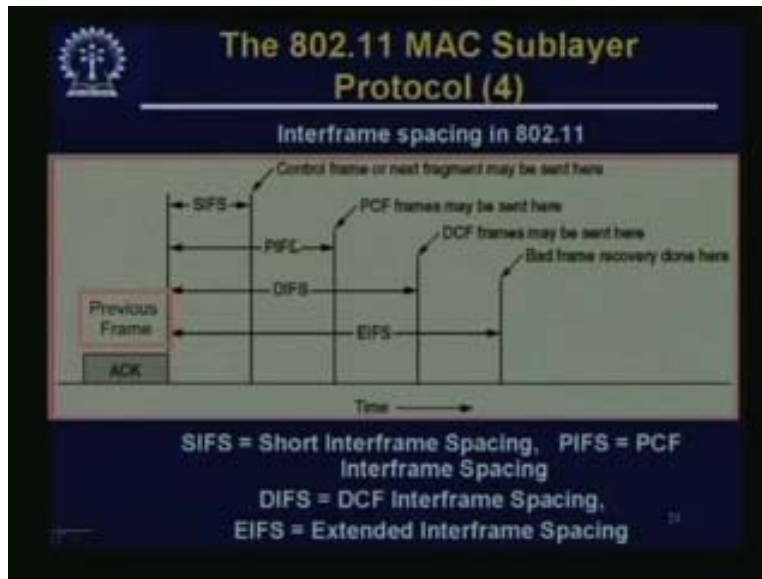 The 802.11 MAC Sublayer
Protocol (4)
Interframe spacing in 802.11
Control frame or next fragment may be sent here
SIFS
PCF frames may be sent here
PIFS
DCF frames may be sent here
Bad frame recovery done here
DIFS
Previous
Frame
EIFS
ACK
Time
SIFS = Short Interframe Spacing, PIFS = PCF
Interframe Spacing
DIFS = DCF Interframe Spacing,
EIFS = Extended Interframe Spacing